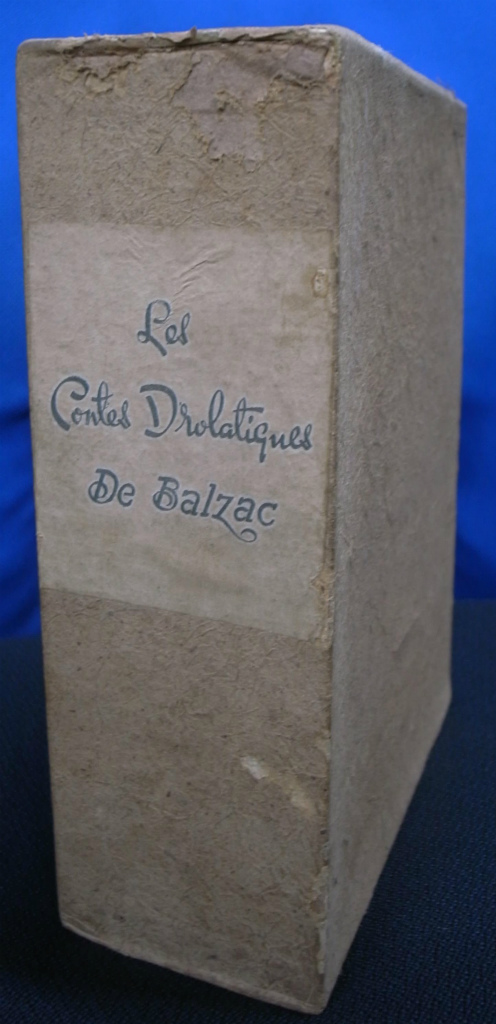 Les
Contes Drolatiques
De Balzac